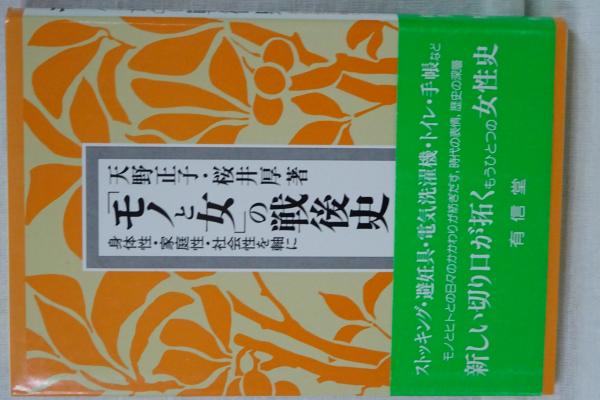 天野正子・桜井厚著
「モノと女」の戦後史
身体性・家庭性・社会性を軸に
ストッキング・避妊具・電気洗濯機・トイレ・手帳など
モノとヒトとの日々のかかわりが紡ぎだす,時代の表情,歴史の深層
新しい切り口が拓くもうひとつの女性史
有信堂